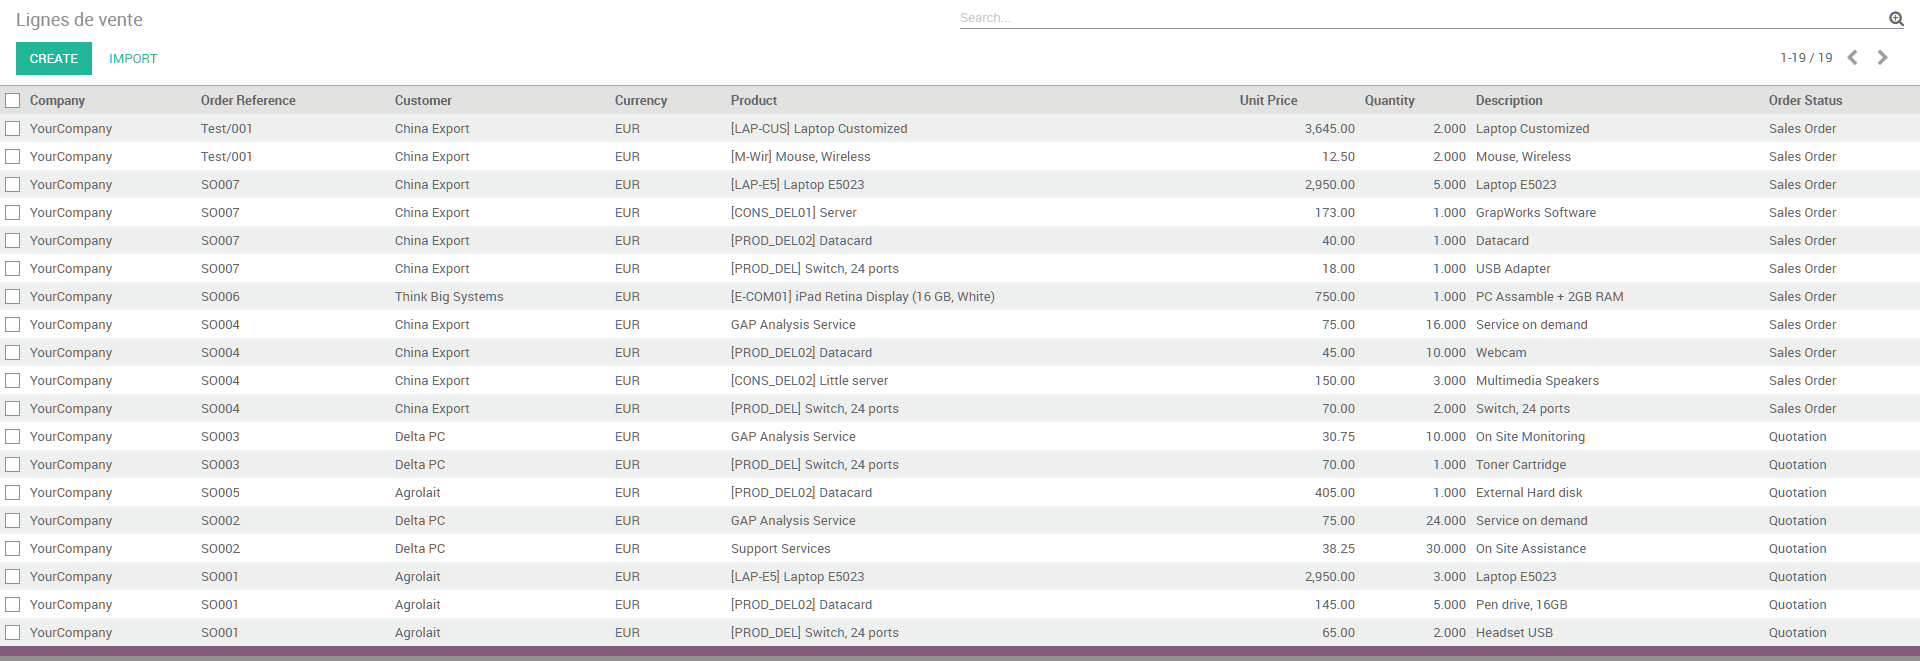 Lignes de vente
Search...
CREATE IMPORT
1-19 / 19
Company Order Reference Customer Currency Product Unit Price Quantity Description Order Status
YourCompany Test/001 China Export EUR [LAP-CUS] Laptop Customized 3,645.00 2.000 Laptop Customized Sales Order
YourCompany Test/001 China Export EUR [M-Wir] Mouse, Wireless 12.50 2.000 Mouse, Wireless Sales Order
YourCompany SO007 China Export EUR [LAP-E5] Laptop E5023 2,950.00 5.000 Laptop E5023 Sales Order
YourCompany SO007 China Export EUR [CONS_DEL01] Server 173.00 1.000 GrapWorks Software Sales Order
YourCompany SO007 China Export EUR [PROD_DEL02] Datacard 40.00 1.000 Datacard Sales Order
YourCompany SO007 China Export EUR [PROD_DEL] Switch, 24 ports 18.00 1.000 USB Adapter Sales Order
YourCompany SO006 Think Big Systems EUR [E-COM01] iPad Retina Display (16 GB, White) 750.00 1.000 PC Assamble + 2GB RAM Sales Order
YourCompany SO004 China Export EUR GAP Analysis Service 75.00 16.000 Service on demand Sales Order
YourCompany SO004 China Export EUR [PROD_DEL02] Datacard 45.00 10.000 Webcam Sales Order
YourCompany SO004 China Export EUR [CONS_DEL02] Little server 150.00 3.000 Multimedia Speakers Sales Order
YourCompany SO004 China Export EUR [PROD_DEL] Switch, 24 ports 70.00 2.000 Switch, 24 ports Sales Order
YourCompany SO003 Delta PC EUR GAP Analysis Service 30.75 10.000 On Site Monitoring Quotation
YourCompany SO003 Delta PC EUR [PROD_DEL] Switch, 24 ports 70.00 1.000 Toner Cartridge Quotation
YourCompany SO005 Agrolait EUR [PROD_DEL02] Datacard 405.00 1.000 External Hard disk Quotation
YourCompany SO002 Delta PC EUR GAP Analysis Service 75.00 24.000 Service on demand Quotation
YourCompany SO002 Delta PC EUR Support Services 38.25 30.000 On Site Assistance Quotation
YourCompany SO001 Agrolait EUR [LAP-E5] Laptop E5023 2,950.00 3.000 Laptop E5023 Quotation
YourCompany SO001 Agrolait EUR [PROD_DEL02] Datacard 145.00 5.000 Pen drive, 16GB Quotation
YourCompany SO001 Agrolait EUR [PROD_DEL] Switch, 24 ports 65.00 2.000 Headset USB Quotation